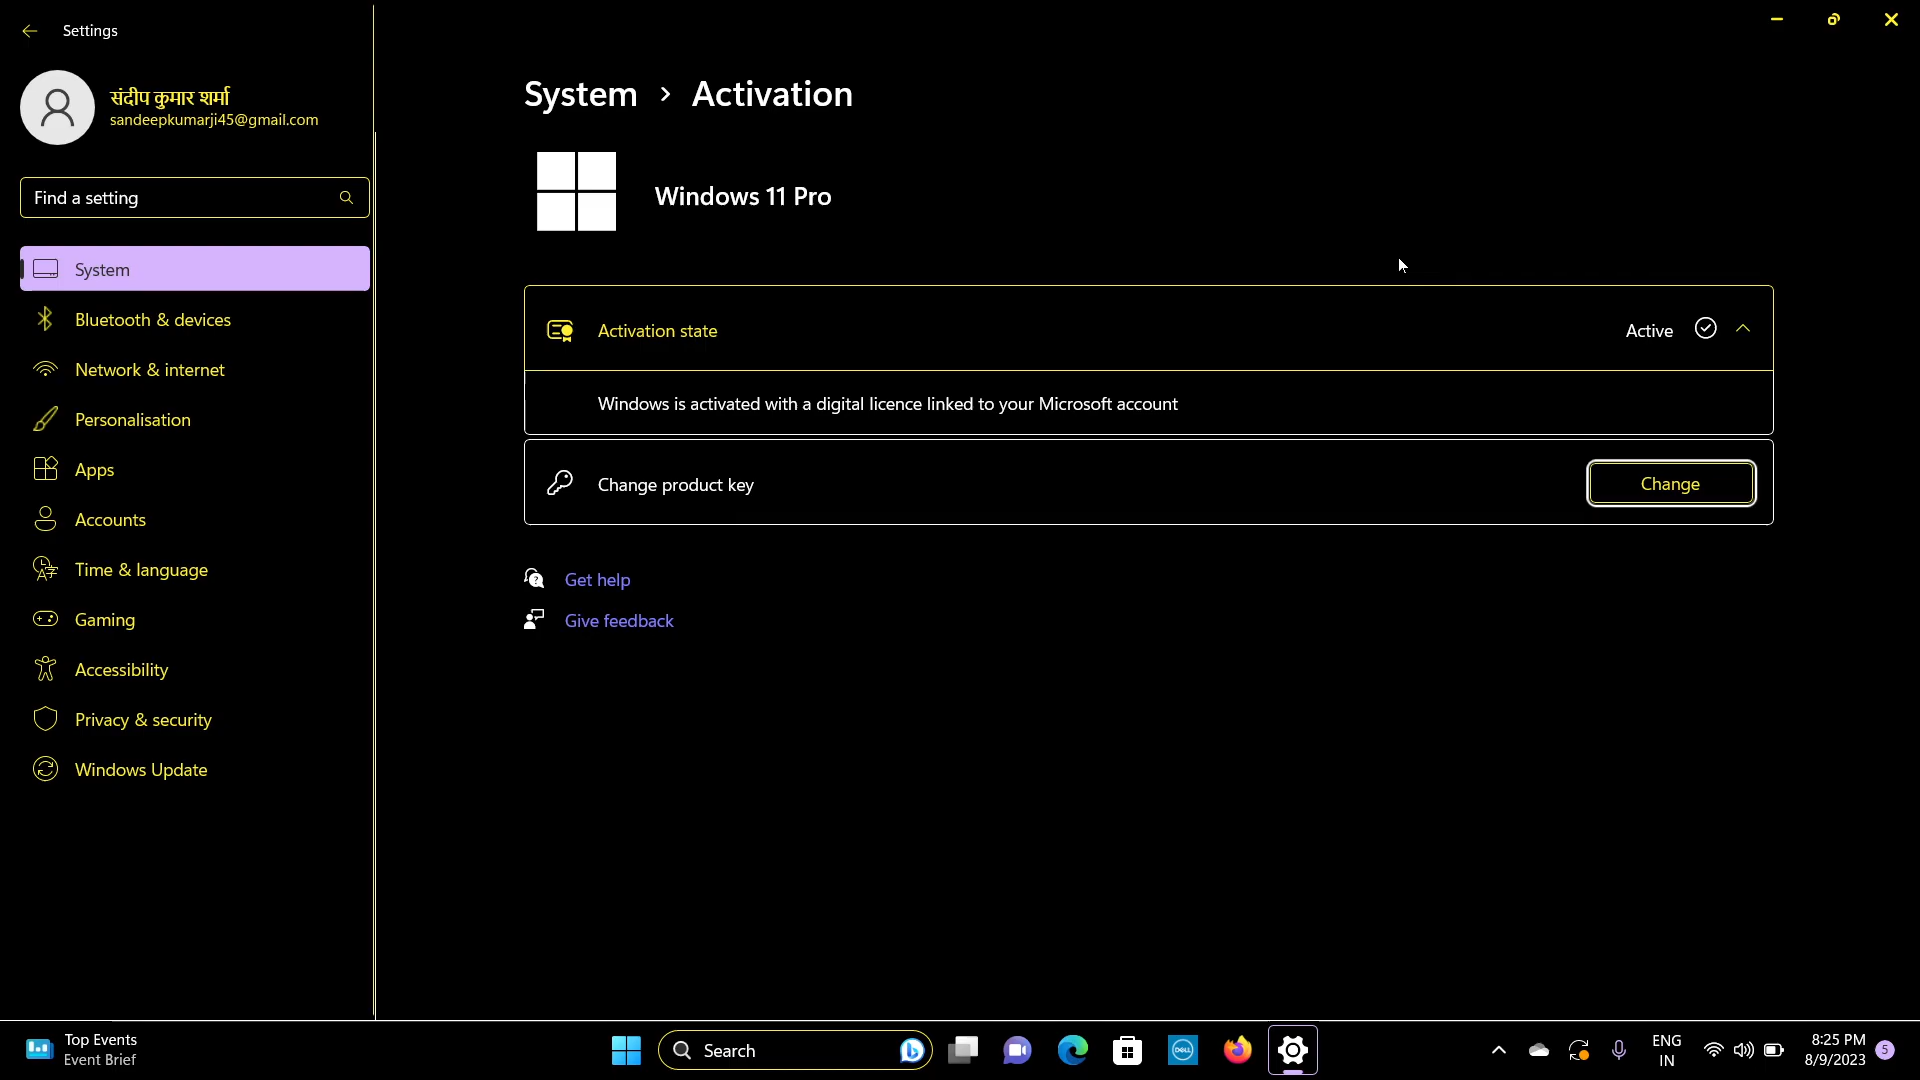 Settings
संदीप कुमार शर्मा
sandeepkumarji45@gmail.com
Find a setting
System
Bluetooth & devices
Network & internet
Personalisation
Apps
Accounts
Time & language
Gaming
Accessibility
Privacy & security
Windows Update
System > Activation
Windows 11 Pro
Activation state
Active
Windows is activated with a digital licence linked to your Microsoft account
Change product key
Change
Get help
Give feedback
Top Events
Event Brief
Search
DELL
ENG
IN
8:25 PM
8/9/2023
5